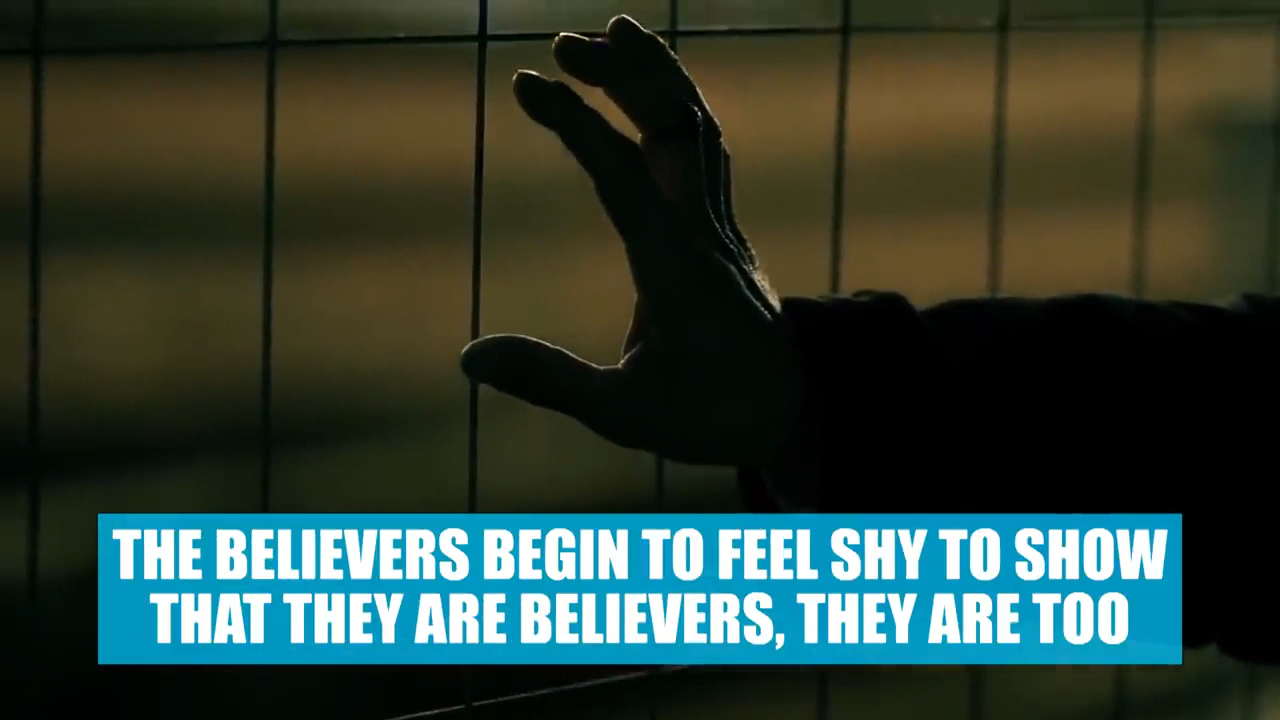 THE BELIEVERS BEGIN TO FEEL SHY TO SHOW
THAT THEY ARE BELIEVERS, THEY ARE TOO